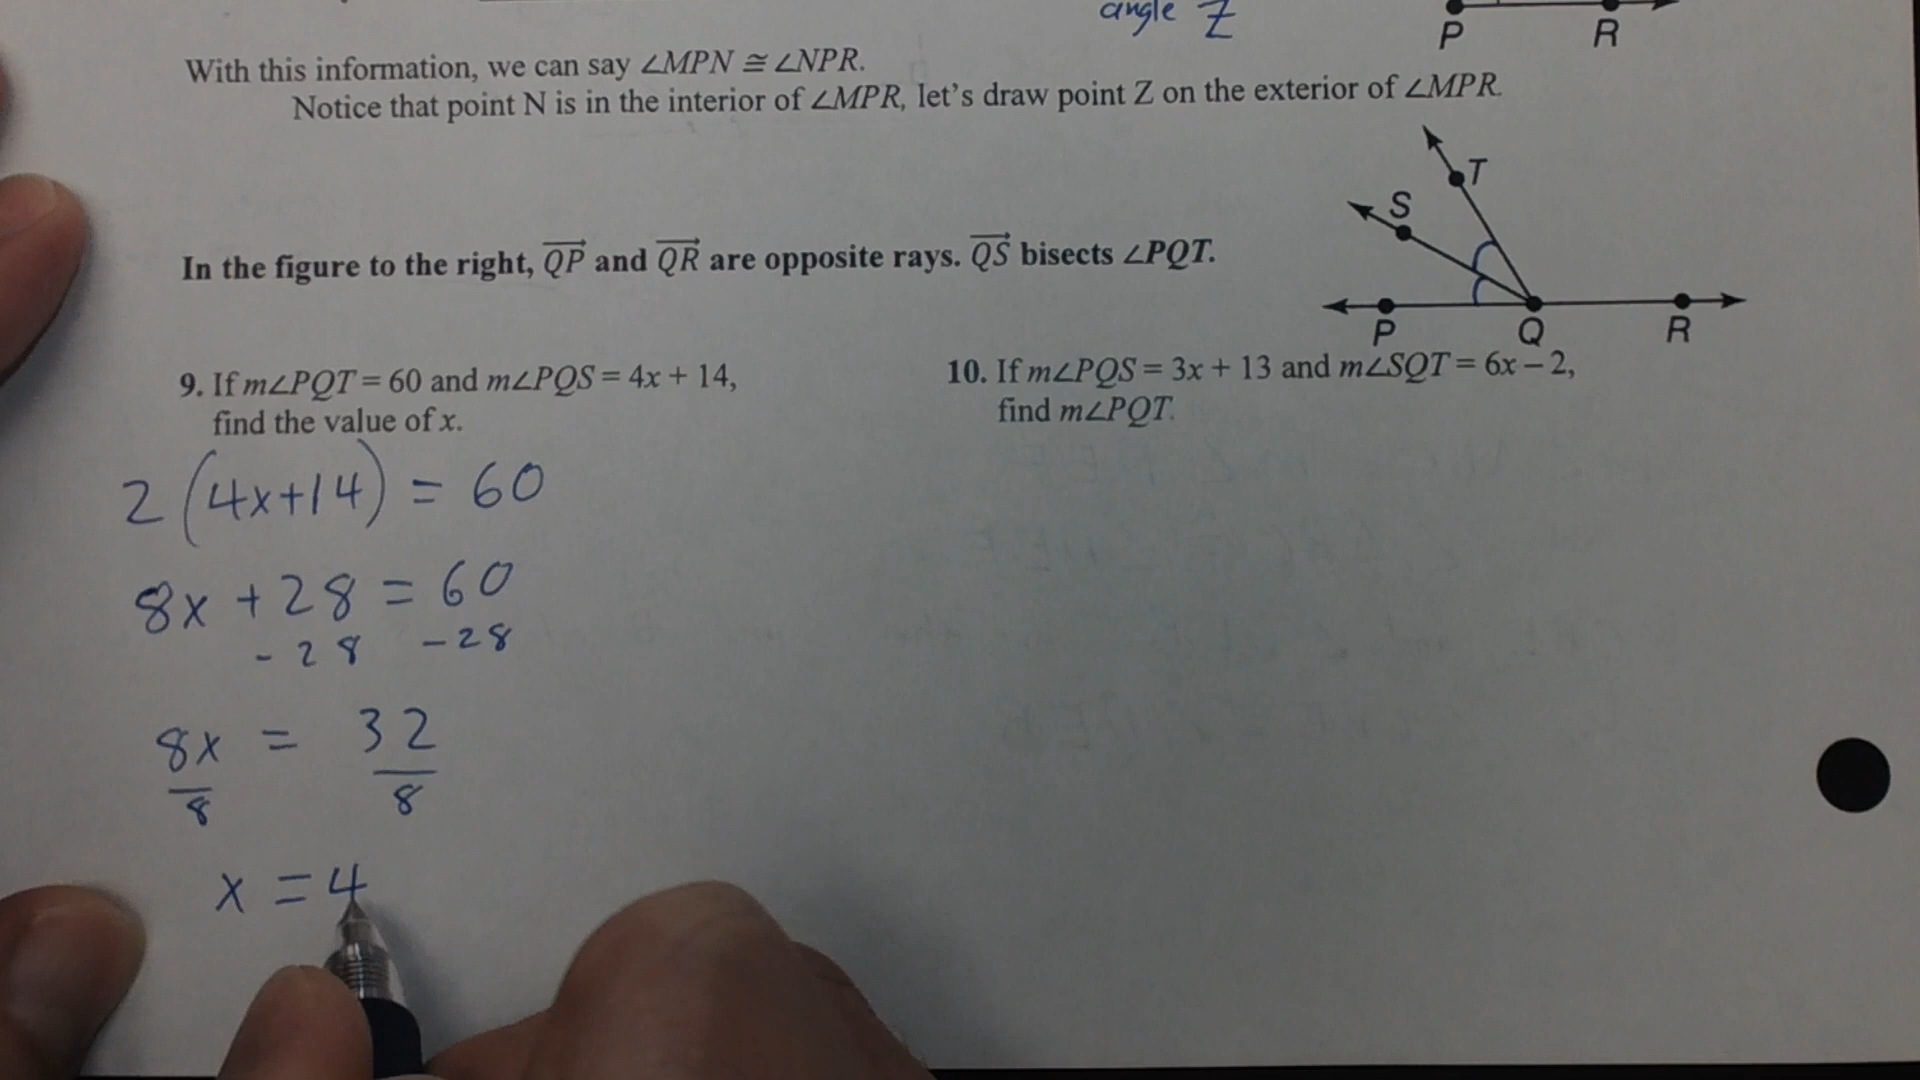 angle Z
P R
With this information, we can say ∠MPN ≅ ∠NPR.
Notice that point N is in the interior of ∠MPR, let's draw point Z on the exterior of ∠MPR.
T
S
In the figure to the right, QP and QR are opposite rays. QS bisects ∠PQT.
P Q R
9. If m∠PQT = 60 and m∠PQS = 4x + 14,
find the value of x.
10. If m∠PQS = 3x + 13 and m∠SQT = 6x – 2,
find m∠PQT.
2(4x+14) = 60
8x + 28 = 60
- 28 - 28
8x = 32
8 8
x = 4